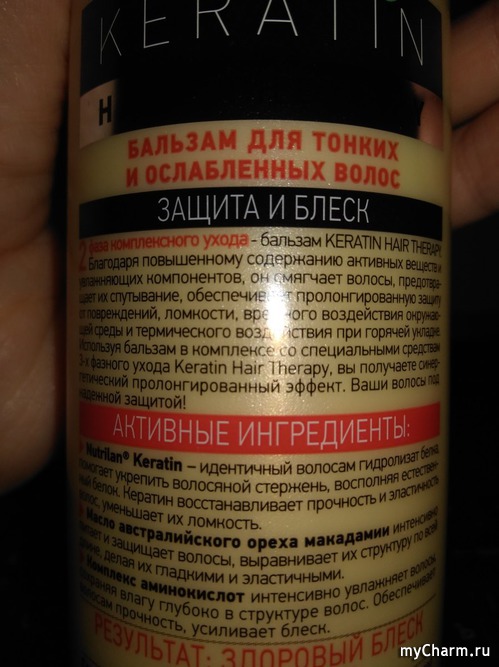 KERATIN
H
БАЛЬЗАМ ДЛЯ ТОНКИХ
И ОСЛАБЛЕННЫХ ВОЛОС
ЗАЩИТА И БЛЕСК
2 фаза комплексного ухода - бальзам KERATIN HAIR THERAPY.
Благодаря повышенному содержанию активных веществ и
увлажняющих компонентов, он смягчает волосы, предотвра-
щает их спутывание, обеспечивает пролонгированную защиту
от повреждений, ломкости, вредного воздействия окружаю-
щей среды и термического воздействия при горячей укладке.
Используя бальзам в комплексе со специальными средствами
3-х фазного ухода Keratin Hair Therapy, вы получаете синер-
гетический пролонгированный эффект. Ваши волосы под
надежной защитой!
АКТИВНЫЕ ИНГРЕДИЕНТЫ:
Nutrilan® Keratin – идентичный волосам гидролизат белка,
помогает укрепить волосяной стержень, восполняя естествен-
ный белок. Кератин восстанавливает прочность и эластичность
волос, уменьшает их ломкость.
Масло австралийского ореха макадамии интенсивно
и защищает волосы, выравнивает их структуру по всей
длине, делая их гладкими и эластичными.
Комплекс аминокислот интенсивно увлажняет волосы,
сохраняя влагу глубоко в структуре волос. Обеспечивает
волосам прочность, усиливает блеск.
РЕЗУЛЬТАТ: ЗДОРОВЫЙ БЛЕСК
myCharm.ru